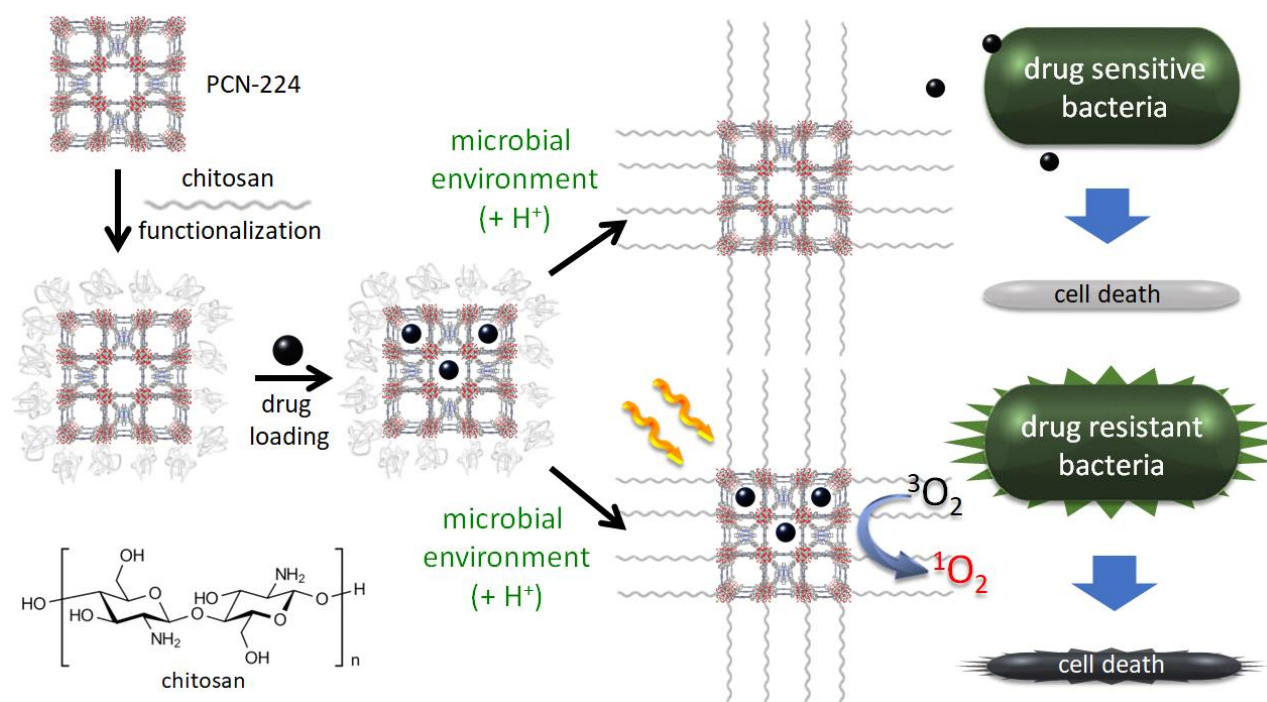 PCN-224
chitosan
functionalization
drug
loading
microbial
environment
(+ H⁺)
microbial
environment
(+ H⁺)
drug sensitive
bacteria
cell death
³O₂
¹O₂
drug resistant
bacteria
cell death
HO
OH
O
HO
NH₂
O
NH₂
HO
O
O
H
OH
n
chitosan